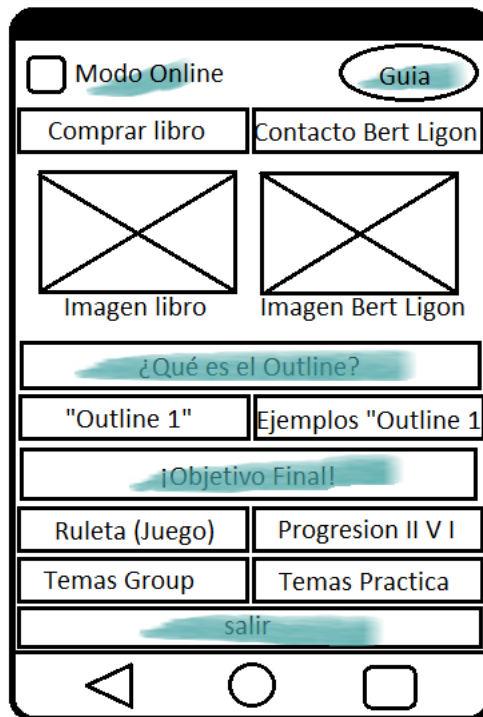 Modo Online
Guia
Comprar libro
Contacto Bert Ligon
Imagen libro
Imagen Bert Ligon
¿Qué es el Outline?
"Outline 1"
Ejemplos "Outline 1
¡Objetivo Final!
Ruleta (Juego)
Progresion II V I
Temas Group
Temas Practica
salir